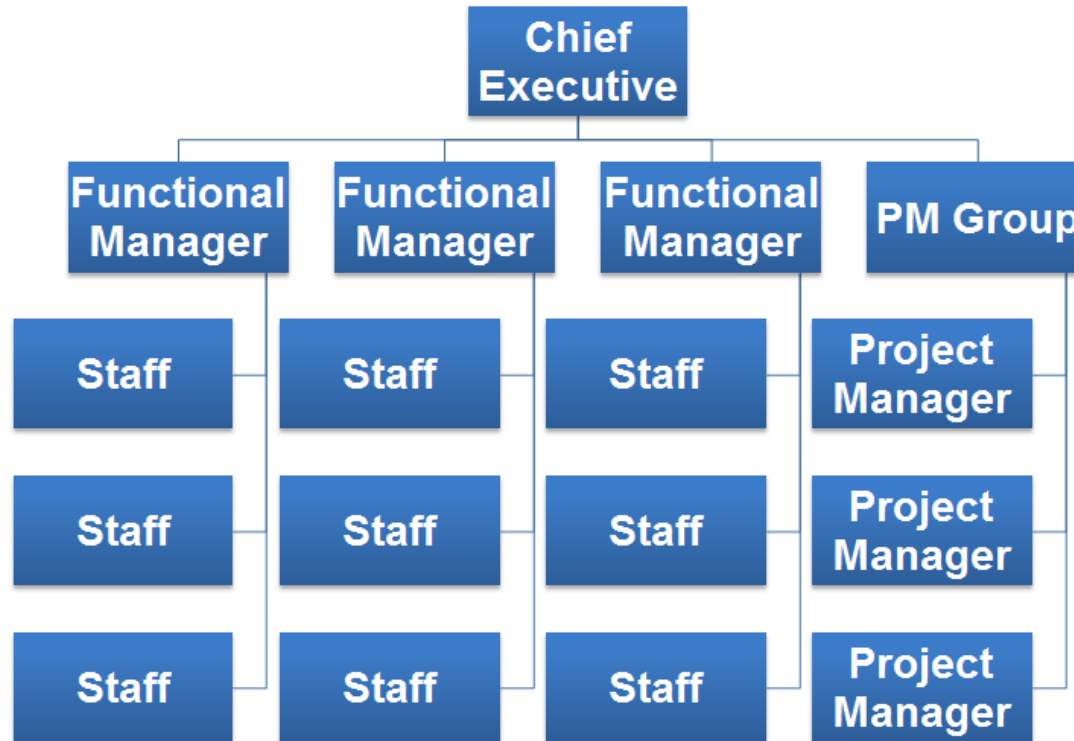 Chief
Executive
Functional
Manager
Functional
Manager
Functional
Manager
PM Group
Staff
Staff
Staff
Project
Manager
Staff
Staff
Staff
Project
Manager
Staff
Staff
Staff
Project
Manager